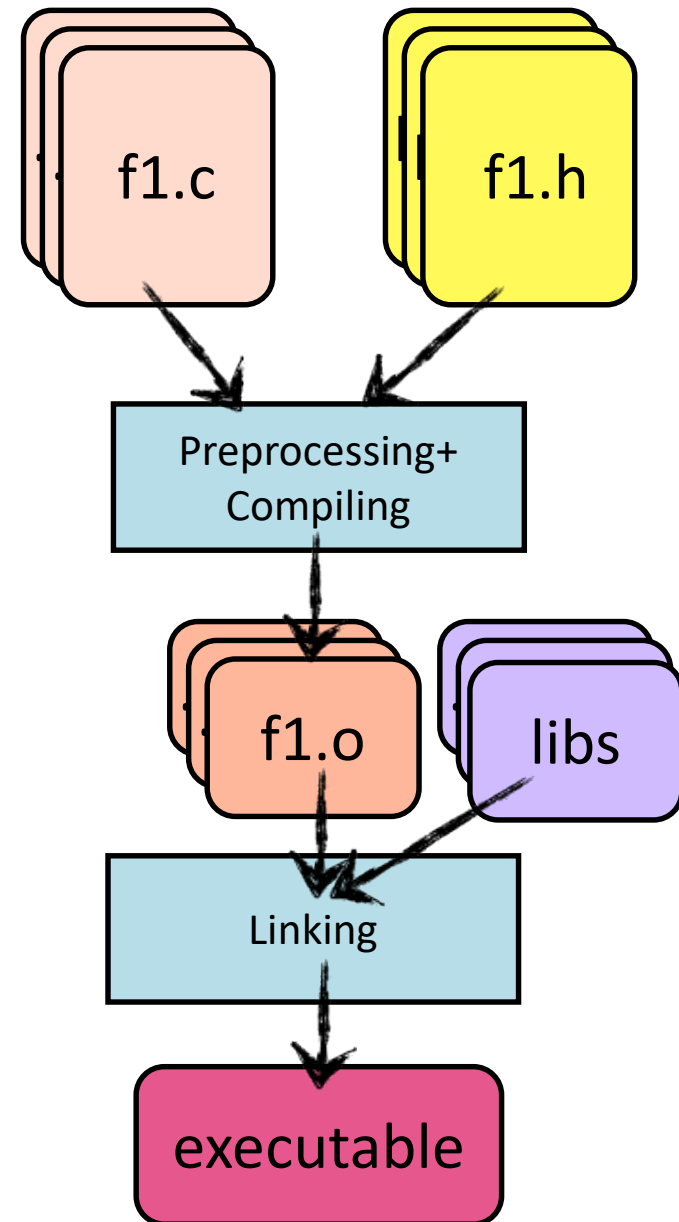 f1.c
f1.h
Preprocessing+
Compiling
f1.o
libs
Linking
executable